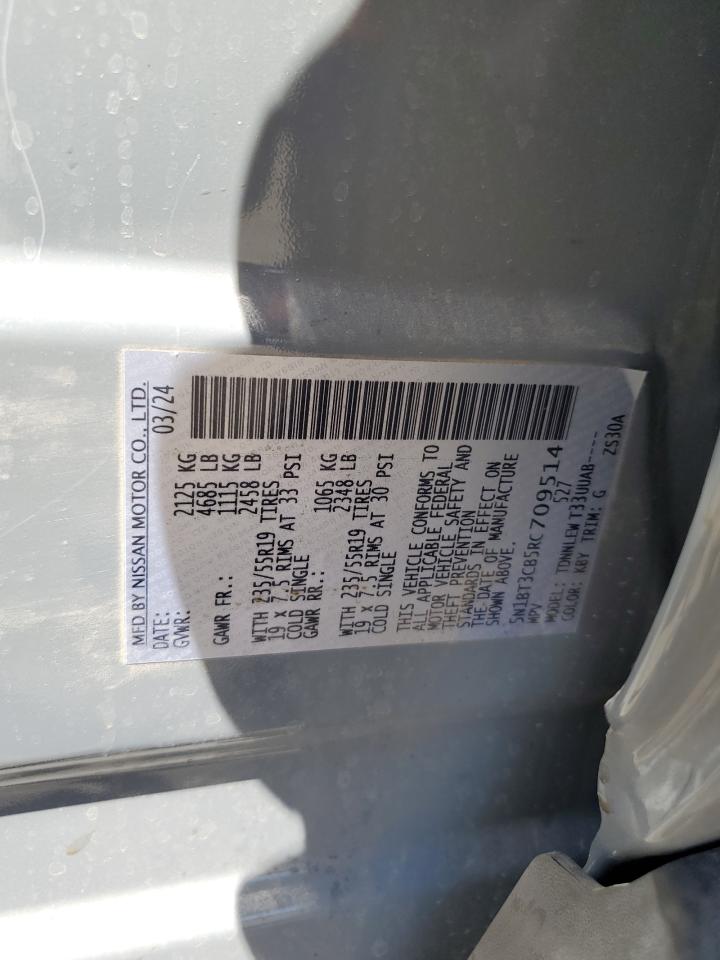 MFD BY NISSAN MOTOR CO., LTD.
DATE: 03/24
GVWR: 2125 KG
4685 LB
GAWR FR.: 1115 KG
2458 LB
WITH 235/55R19 TIRES
19 x 7.5 RIMS AT 33 PSI
COLD SINGLE
GAWR RR.: 1065 KG
2348 LB
WITH 235/55R19 TIRES
19 x 7.5 RIMS AT 30 PSI
COLD SINGLE
THIS VEHICLE CONFORMS TO
ALL APPLICABLE FEDERAL
MOTOR VEHICLE SAFETY AND
THEFT PREVENTION
STANDARDS IN EFFECT ON
THE DATE OF MANUFACTURE
SHOWN ABOVE.
5N1BT3CB5RC709514
MPV 527
MODEL: TDNNLEW T33UUAB----
COLOR: KBY TRIM: G ZS30A